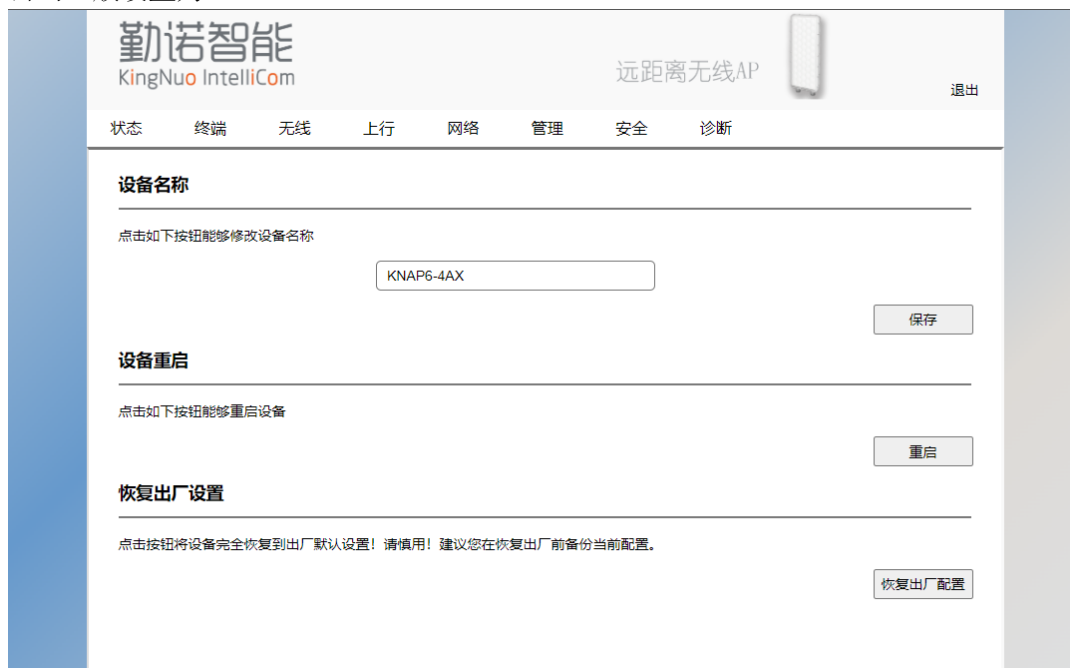 勤诺智能
KingNuo IntelliCom
远距离无线AP
退出
状态 终端 无线 上行 网络 管理 安全 诊断
设备名称
点击如下按钮能够修改设备名称
KNAP6-4AX
保存
设备重启
点击如下按钮能够重启设备
重启
恢复出厂设置
点击按钮将设备完全恢复到出厂默认设置！请慎用！建议您在恢复出厂前备份当前配置。
恢复出厂配置